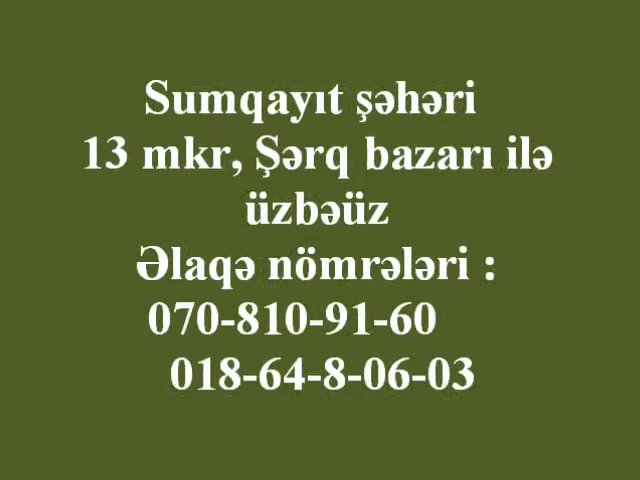 Sumqayıt şəhəri
13 mkr, Şərq bazarı ilə
üzbəüz
Əlaqə nömrələri :
070-810-91-60
018-64-8-06-03